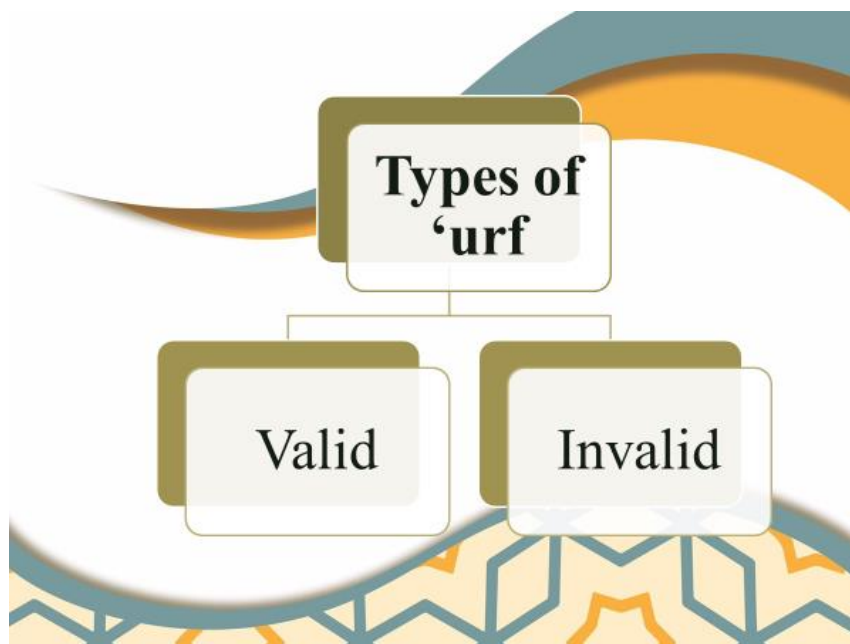 Types of
‘urf
Valid
Invalid